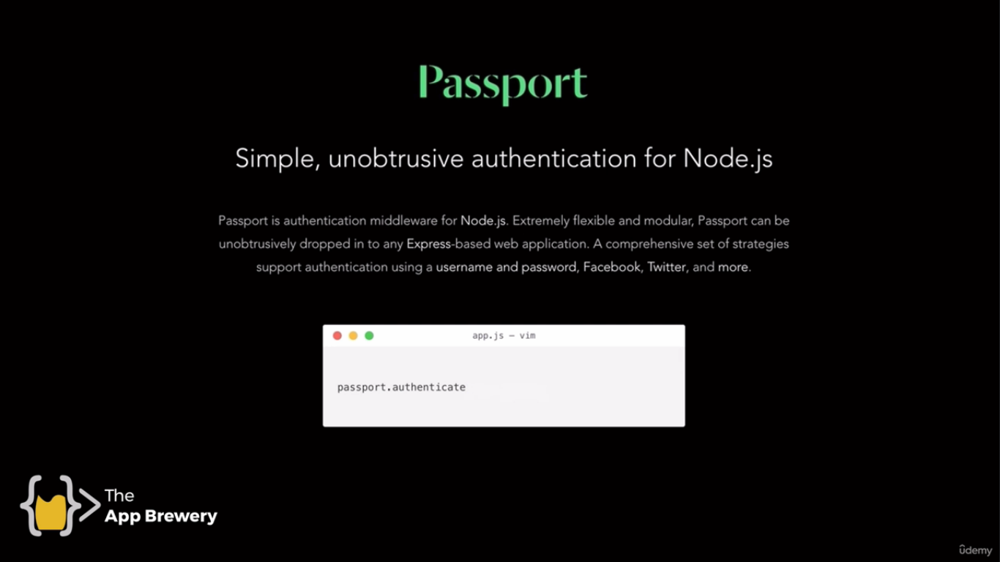 Passport
Simple, unobtrusive authentication for Node.js
Passport is authentication middleware for Node.js. Extremely flexible and modular, Passport can be
unobtrusively dropped in to any Express-based web application. A comprehensive set of strategies
support authentication using a username and password, Facebook, Twitter, and more.
app.js — vim
passport.authenticate
The
App Brewery
ûdemy